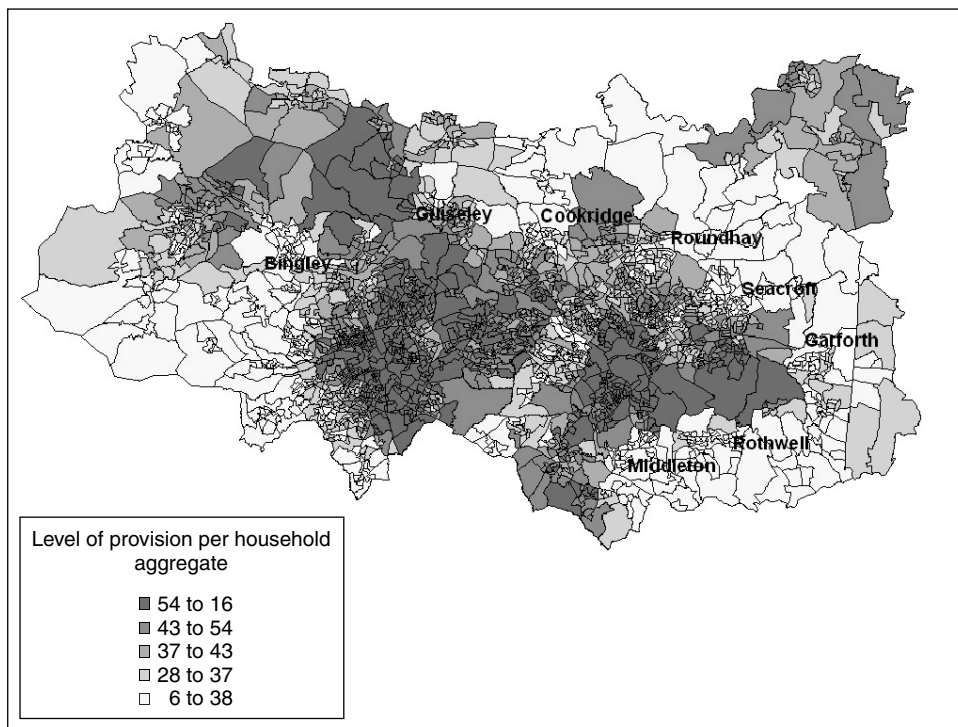 Guiseley
Cookridge
Roundhay
Bingley
Seacroft
Garforth
Rothwell
Middleton
Level of provision per household
aggregate
54 to 16
43 to 54
37 to 43
28 to 37
6 to 38